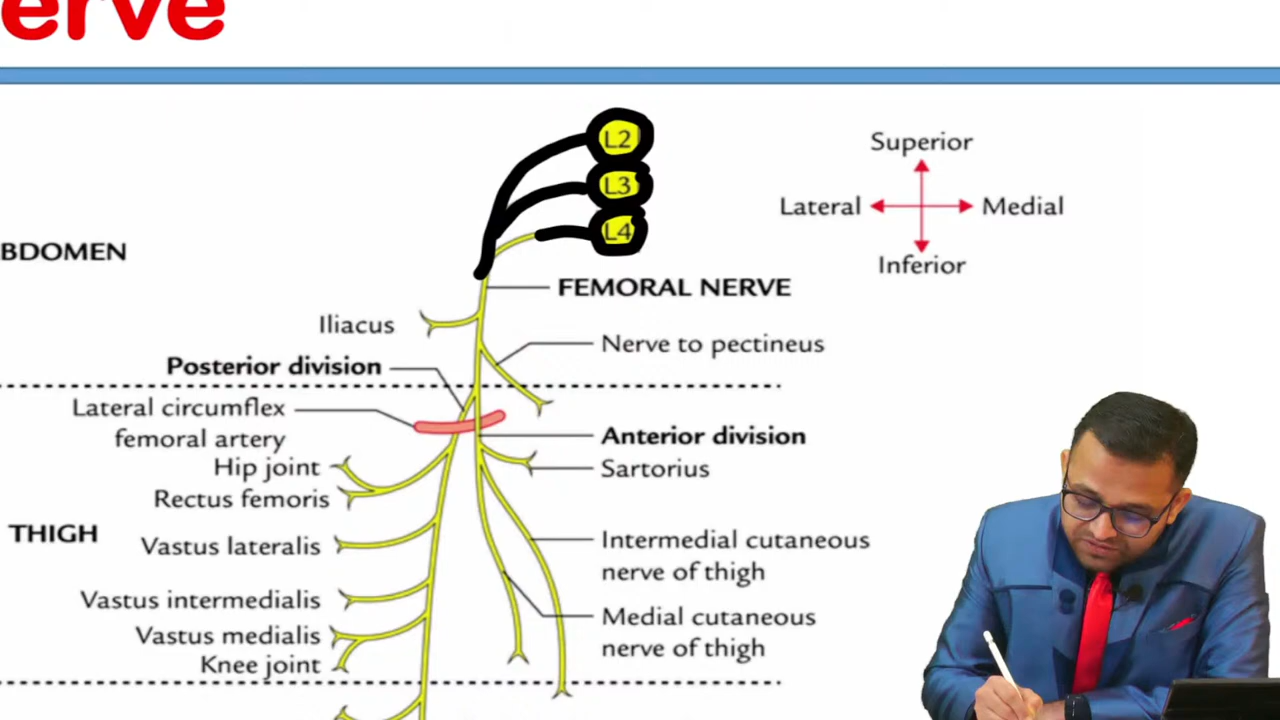 erve
L2
L3
L4
Superior
Lateral
Medial
Inferior
BDOMEN
FEMORAL NERVE
Iliacus
Nerve to pectineus
Posterior division
Lateral circumflex
femoral artery
Anterior division
Hip joint
Sartorius
Rectus femoris
THIGH
Vastus lateralis
Intermedial cutaneous
nerve of thigh
Vastus intermedialis
Medial cutaneous
nerve of thigh
Vastus medialis
Knee joint